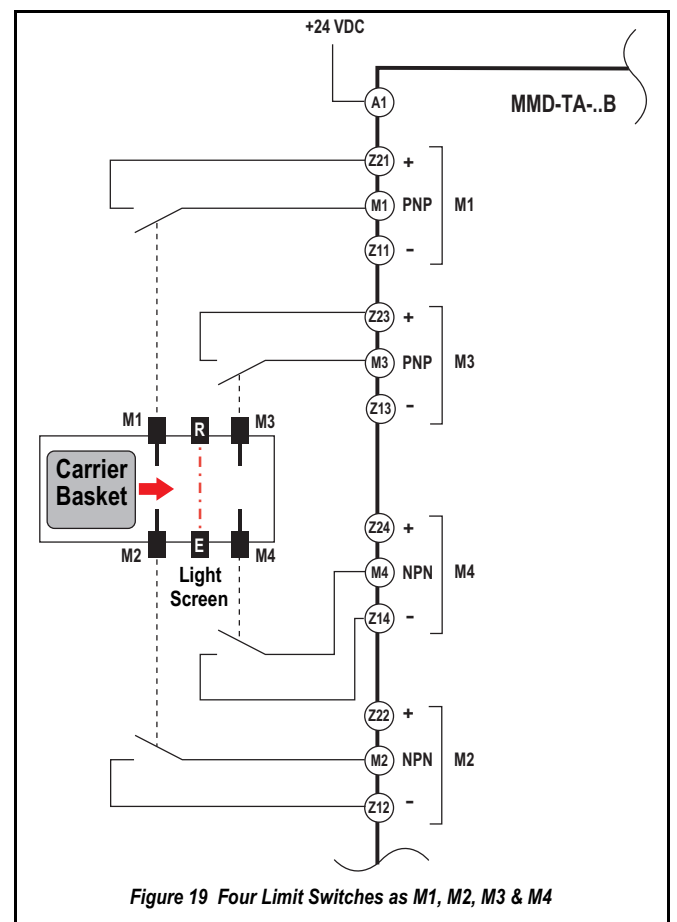 +24 VDC
A1
MMD-TA-..B
Z21 +
M1 PNP M1
Z11 -
Z23 +
M3 PNP M3
Z13 -
M1 R M3
Carrier
Basket
M2 E M4
Light
Screen
Z24 +
M4 NPN M4
Z14 -
Z22 +
M2 NPN M2
Z12 -
Figure 19 Four Limit Switches as M1, M2, M3 & M4